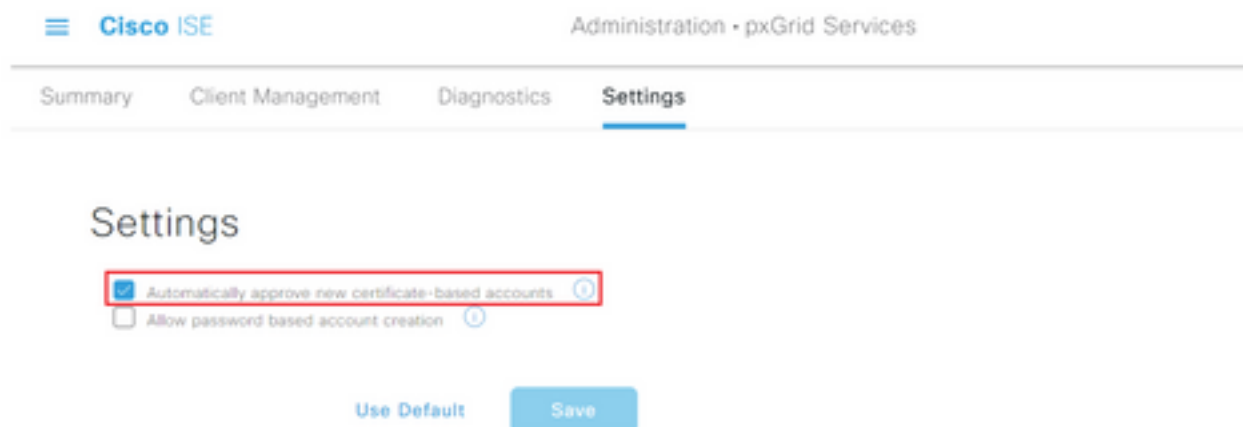 Cisco ISE Administration · pxGrid Services
Summary Client Management Diagnostics Settings
Settings
Automatically approve new certificate-based accounts
Allow password based account creation
Use Default Save